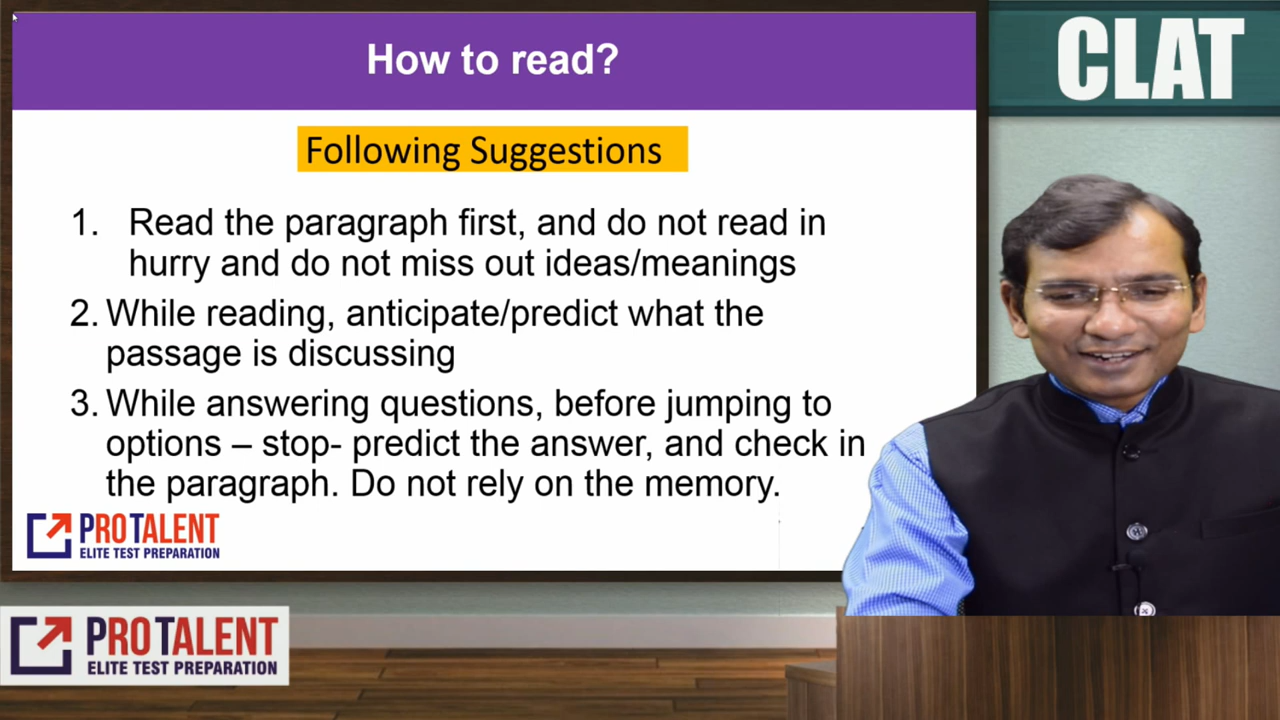 How to read?
CLAT
Following Suggestions
1. Read the paragraph first, and do not read in
hurry and do not miss out ideas/meanings
2. While reading, anticipate/predict what the
passage is discussing
3. While answering questions, before jumping to
options – stop- predict the answer, and check in
the paragraph. Do not rely on the memory.
PROTALENT
ELITE TEST PREPARATION
PROTALENT
ELITE TEST PREPARATION